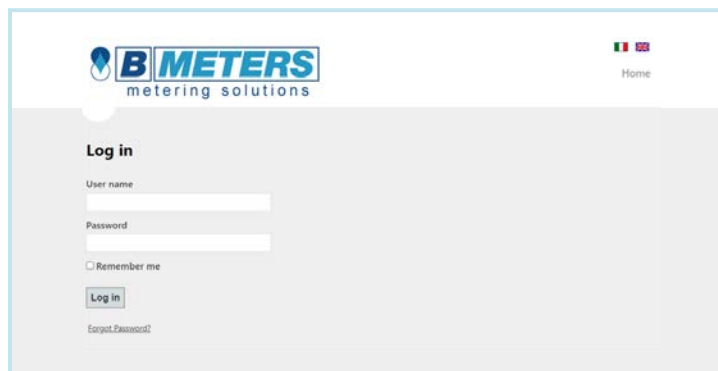 B METERS
metering solutions
Home
Log in
User name
Password
Remember me
Log in
Forgot Password?